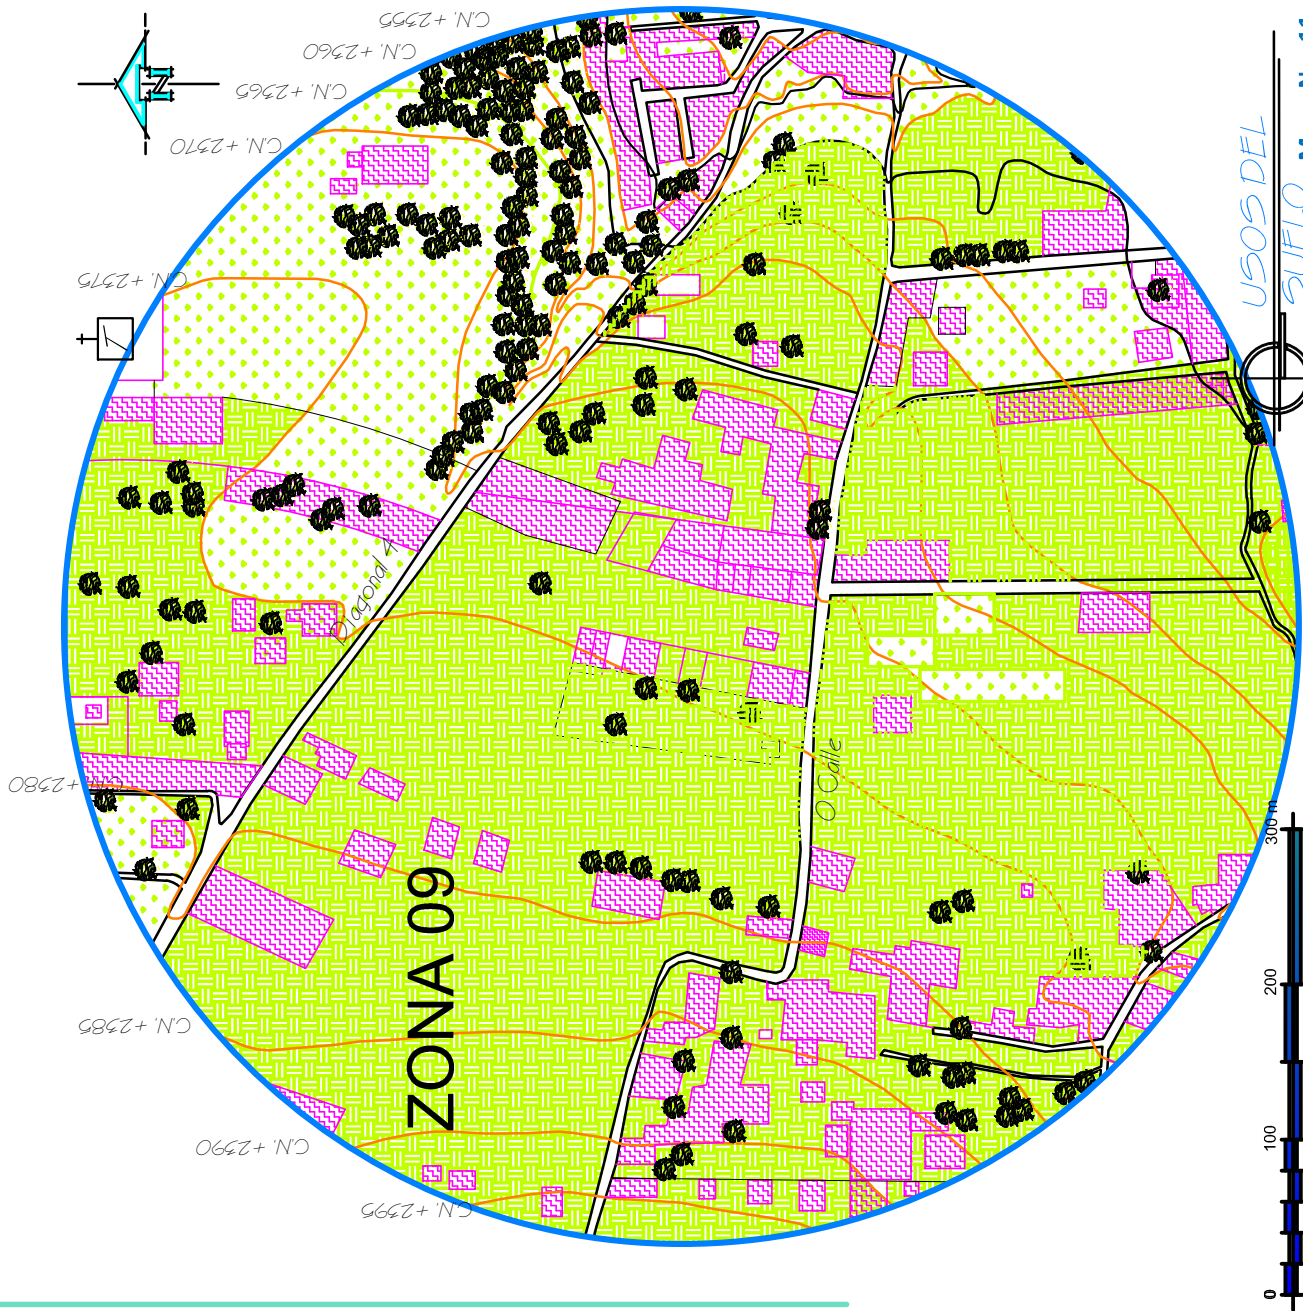 C.N. +2355
C.N. +2360
C.N. +2365
C.N. +2370
C.N. +2375
C.N. +2380
C.N. +2385
C.N. +2390
C.N. +2395
N
Diagonal 4
0 Calle
ZONA 09
USOS DEL
0
100
200
300 m